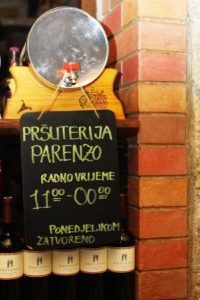 PRŠUTERIJA
PARENZO
RADNO VRIJEME
11⁰⁰-00⁰⁰
PONEDJELJKOM
ZATVORENO